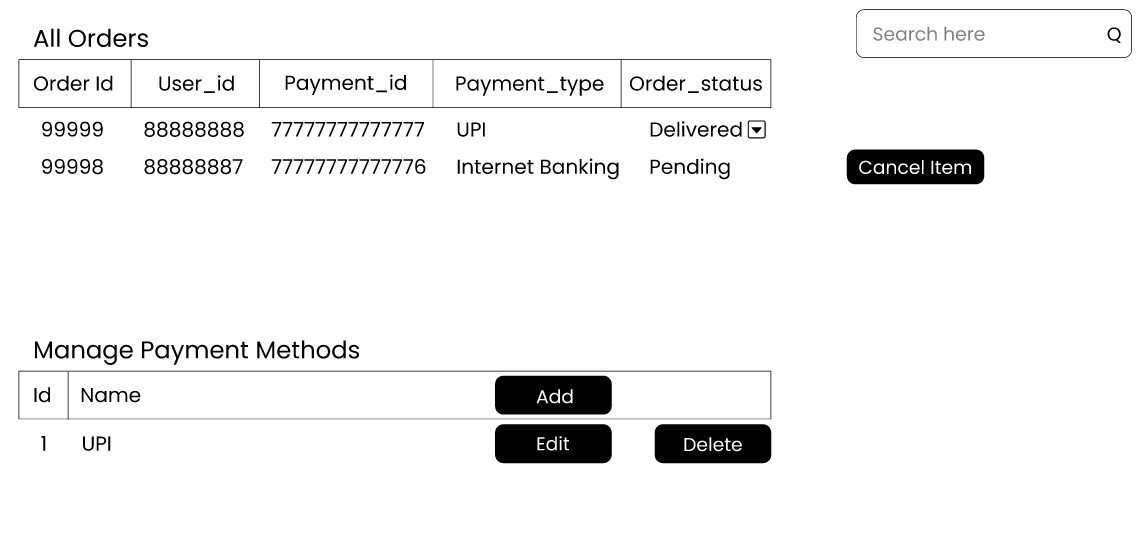 All Orders
Search here Q
Order Id User_id Payment_id Payment_type Order_status
99999 88888888 77777777777777 UPI Delivered
99998 88888887 77777777777776 Internet Banking Pending Cancel Item
Manage Payment Methods
Id Name Add
1 UPI Edit Delete